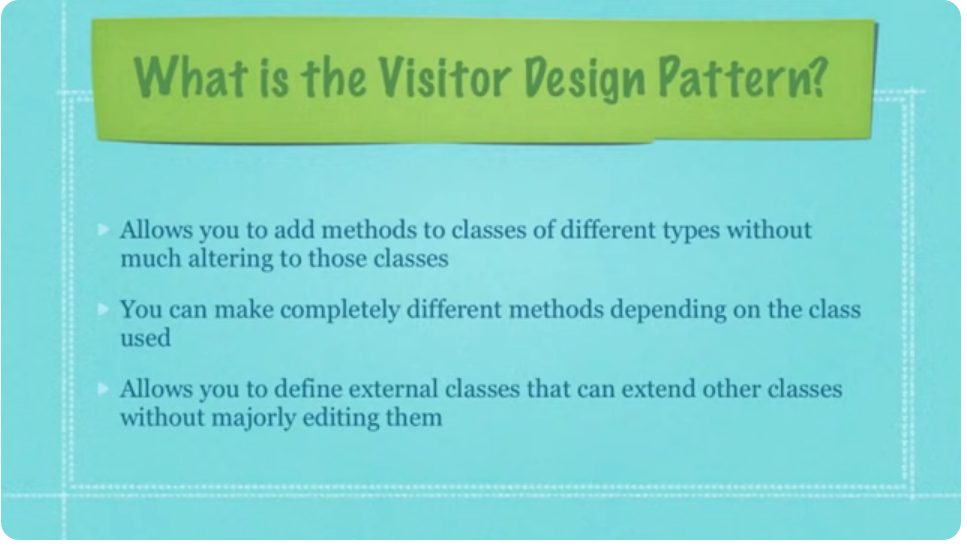 What is the Visitor Design Pattern?
Allows you to add methods to classes of different types without
much altering to those classes
You can make completely different methods depending on the class
used
Allows you to define external classes that can extend other classes
without majorly editing them